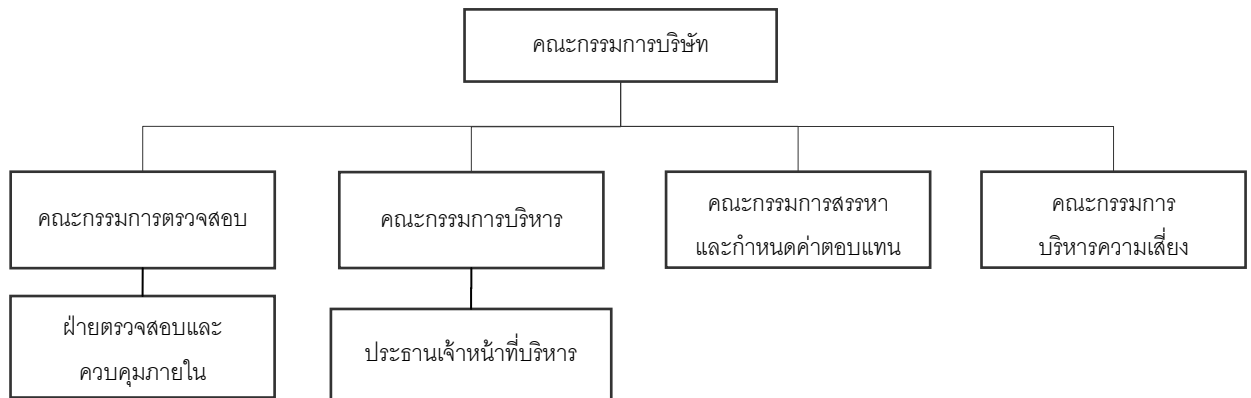 คณะกรรมการบริษัท
คณะกรรมการตรวจสอบ
คณะกรรมการบริหาร
คณะกรรมการสรรหา
และกำหนดค่าตอบแทน
คณะกรรมการ
บริหารความเสี่ยง
ฝ่ายตรวจสอบและ
ควบคุมภายใน
ประธานเจ้าหน้าที่บริหาร